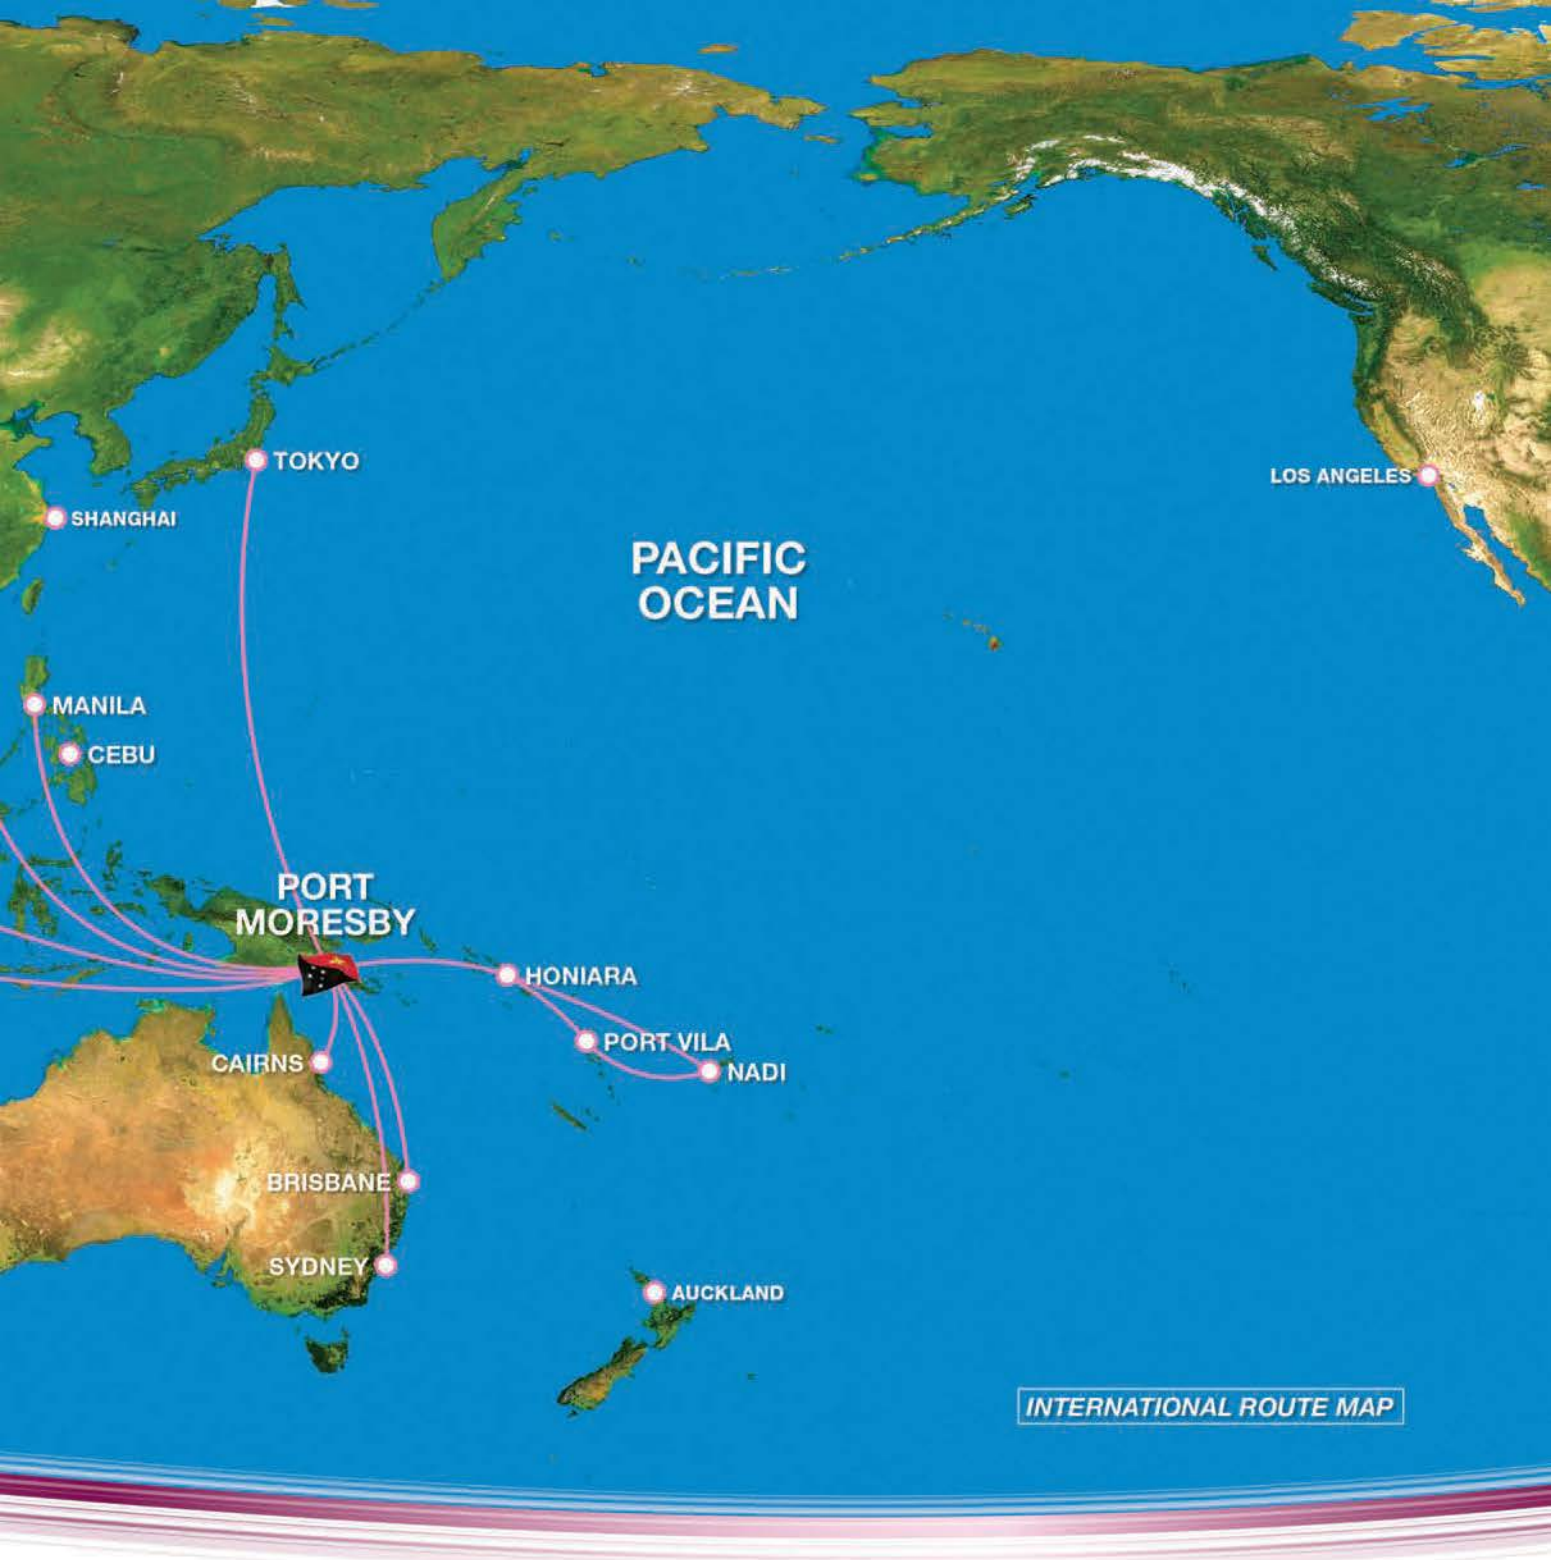 TOKYO
LOS ANGELES
SHANGHAI
PACIFIC
OCEAN
MANILA
CEBU
PORT
MORESBY
HONIARA
PORT VILA
CAIRNS
NADI
BRISBANE
SYDNEY
AUCKLAND
INTERNATIONAL ROUTE MAP